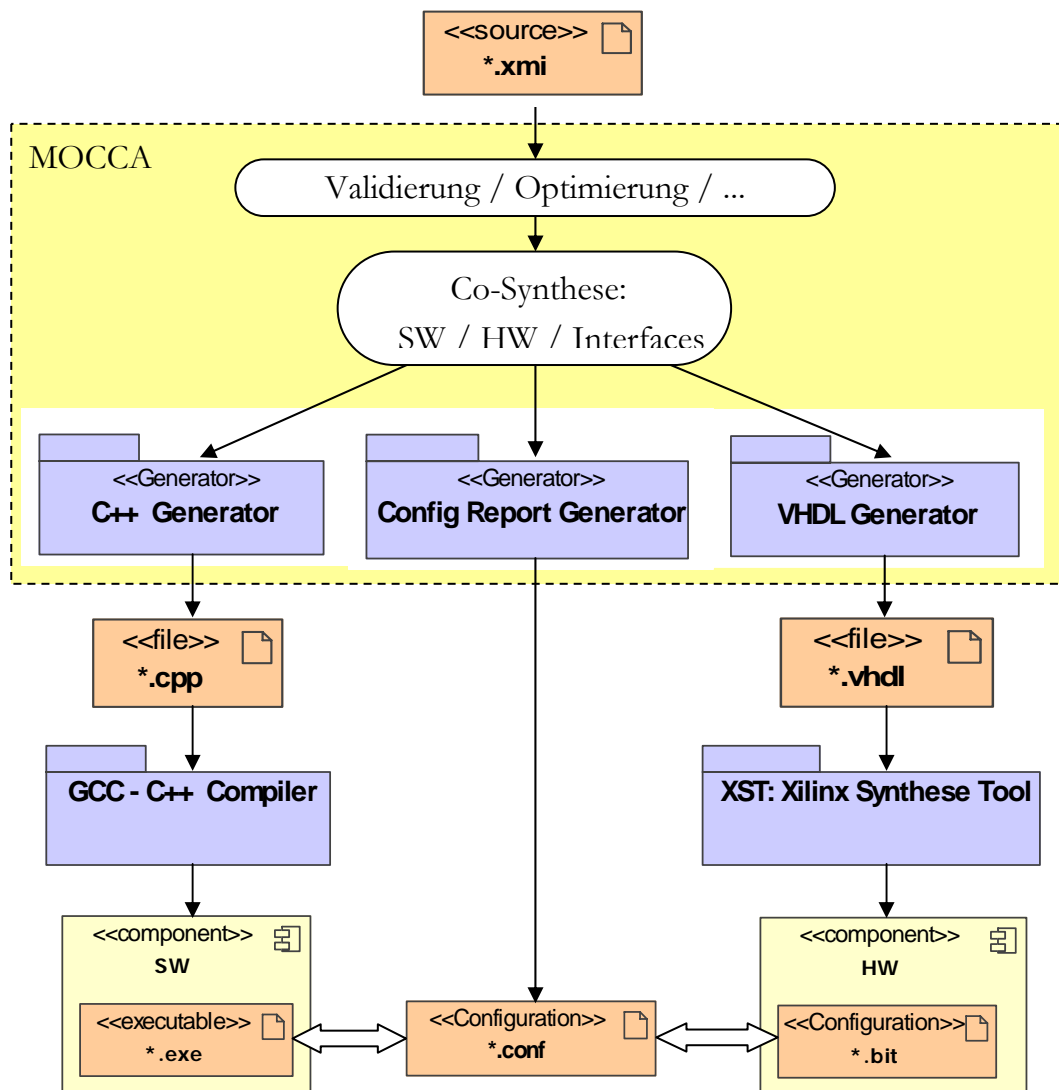 <<source>>
*.xmi
MOCCA
Validierung / Optimierung / ...
Co-Synthese:
SW / HW / Interfaces
<<Generator>>
C++ Generator
<<Generator>>
Config Report Generator
<<Generator>>
VHDL Generator
<<file>>
*.cpp
<<file>>
*.vhdl
GCC - C++ Compiler
XST: Xilinx Synthese Tool
<<component>>
SW
<<component>>
HW
<<executable>>
*.exe
<<Configuration>>
*.conf
<<Configuration>>
*.bit